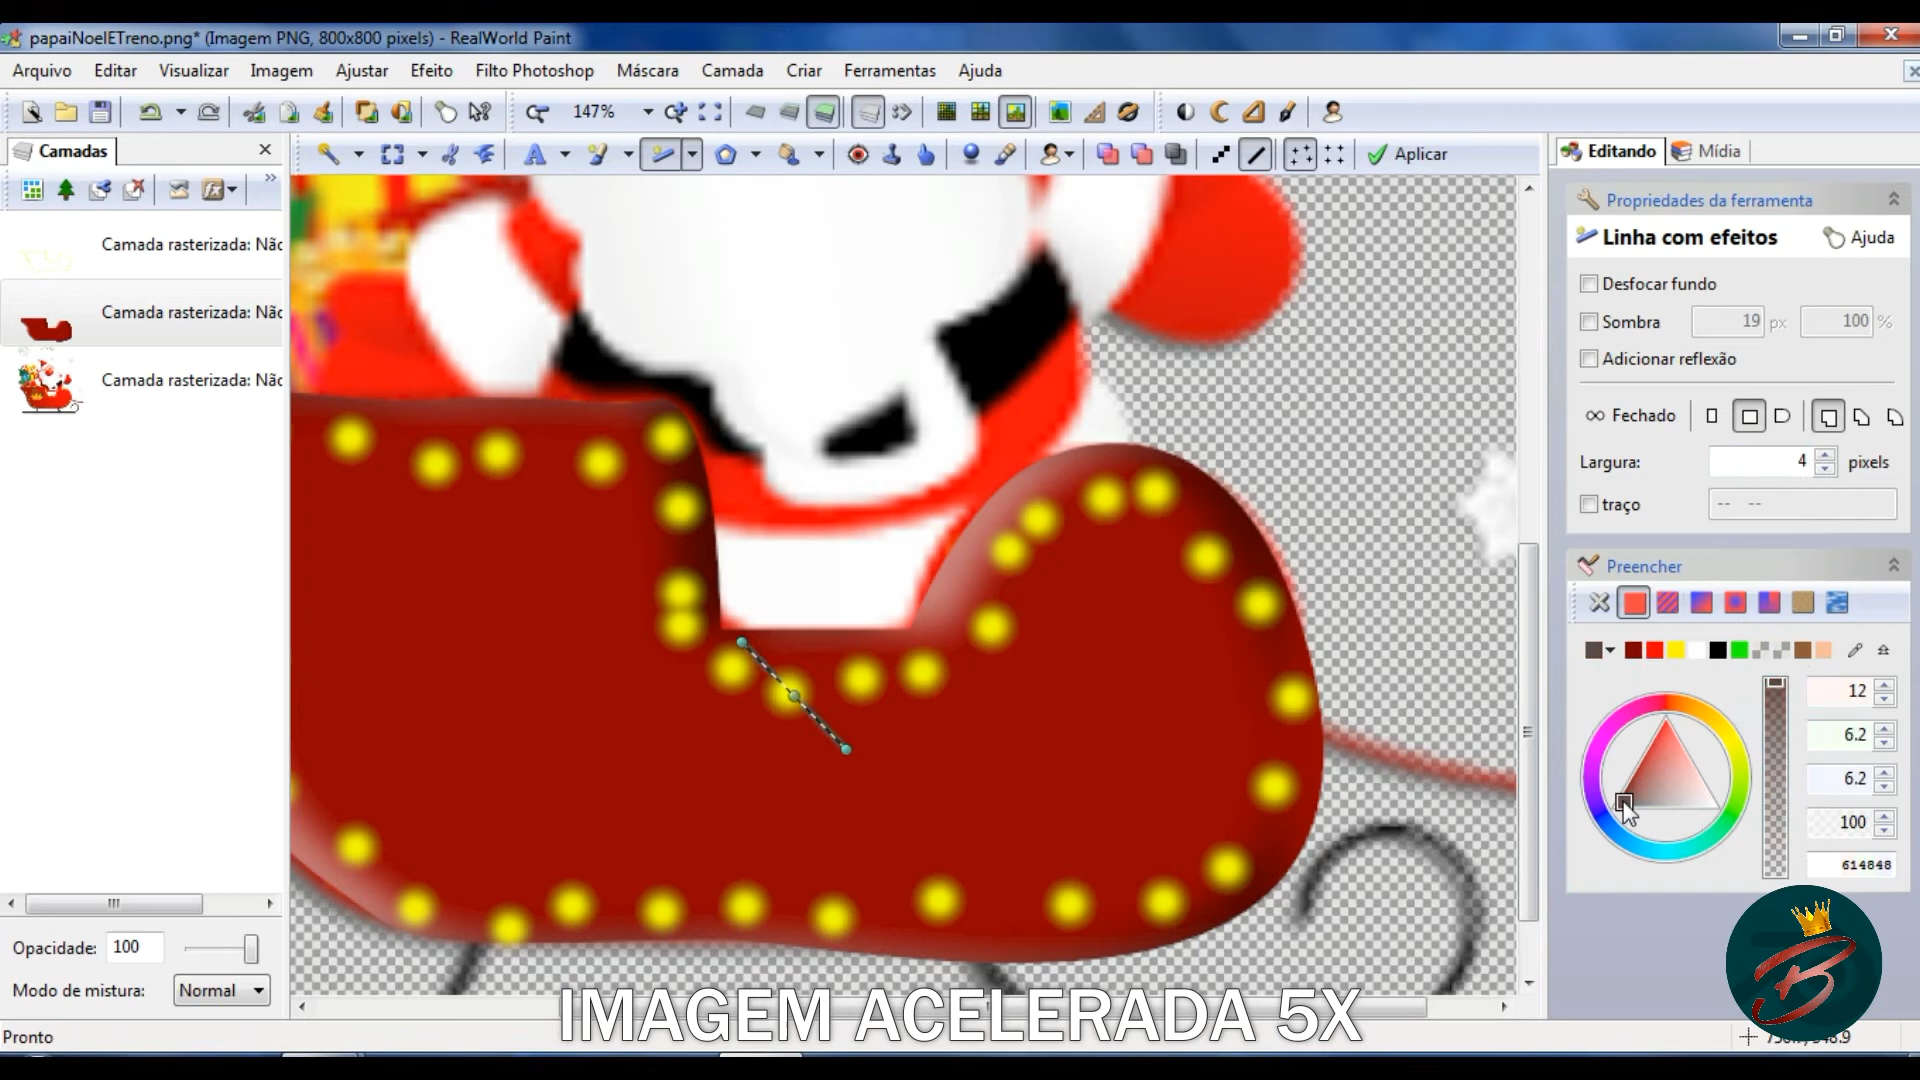 papaiNoelETreno.png* (Imagem PNG, 800x800 pixels) - RealWorld Paint
Arquivo Editar Visualizar Imagem Ajustar Efeito Filto Photoshop Máscara Camada Criar Ferramentas Ajuda
147%
Camadas
Aplicar
Editando Mídia
Camada rasterizada: Nãc
Camada rasterizada: Nãc
Camada rasterizada: Nãc
Opacidade: 100
Modo de mistura: Normal
Pronto
Propriedades da ferramenta
Linha com efeitos Ajuda
Desfocar fundo
Sombra 19 px 100 %
Adicionar reflexão
Fechado
Largura: 4 pixels
traço
Preencher
12
6.2
6.2
100
614848
B
IMAGEM ACELERADA 5X